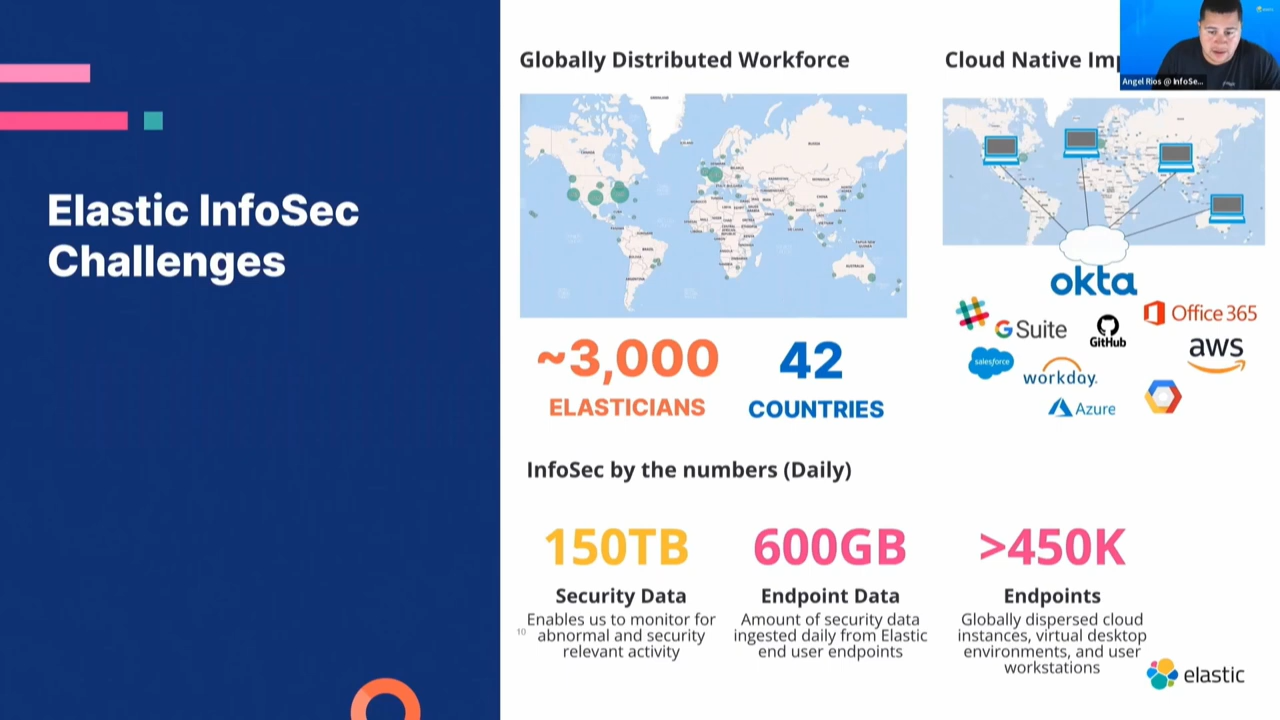 Elastic InfoSec
Challenges
Globally Distributed Workforce
~3,000
ELASTICIANS
42
COUNTRIES
Cloud Native Im
Angel Rios @ InfoSe...
okta
G Suite
GitHub
Office 365
salesforce
workday.
aws
Azure
InfoSec by the numbers (Daily)
150TB
Security Data
Enables us to monitor for
abnormal and security
relevant activity
600GB
Endpoint Data
Amount of security data
ingested daily from Elastic
end user endpoints
>450K
Endpoints
Globally dispersed cloud
instances, virtual desktop
environments, and user
workstations
10
elastic